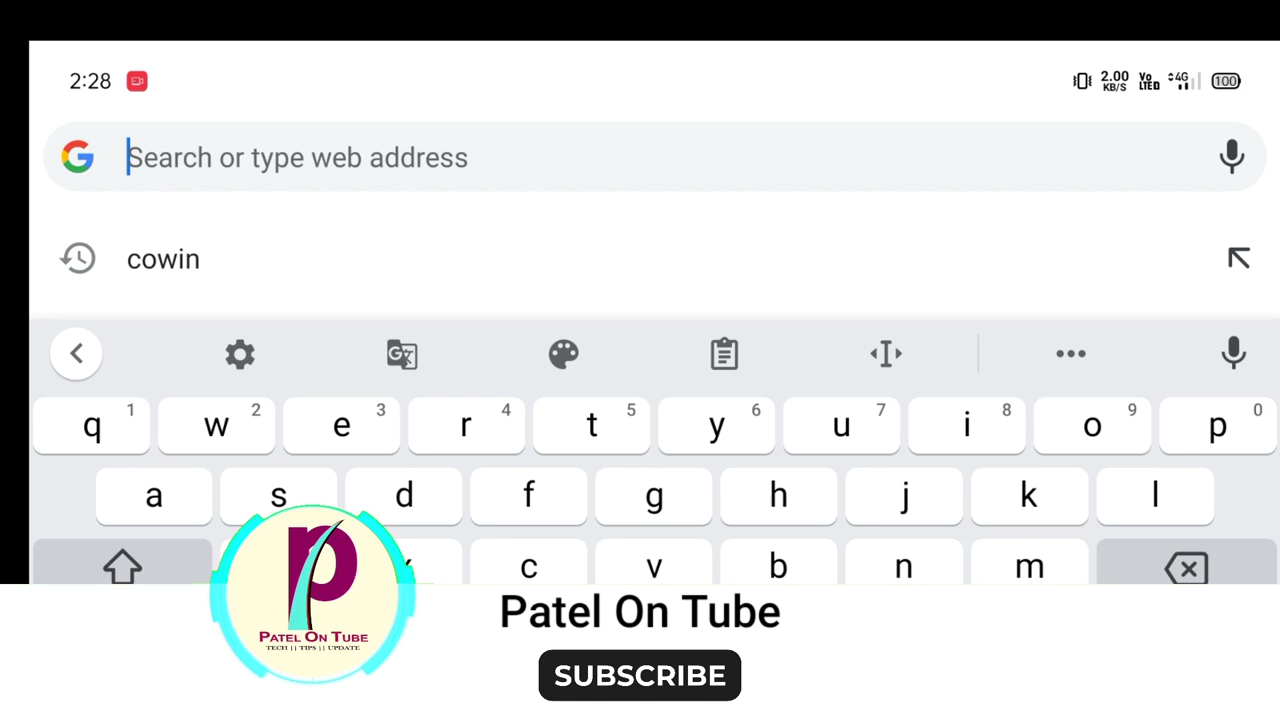 2:28
2.00 KB/S
Vo LTE D
4G
100
Search or type web address
cowin
q 1 w 2 e 3 r 4 t 5 y 6 u 7 i 8 o 9 p 0
a s d f g h j k l
c v b n m
Patel On Tube
PATEL ON TUBE
TECH || TIPS || UPDATE
SUBSCRIBE